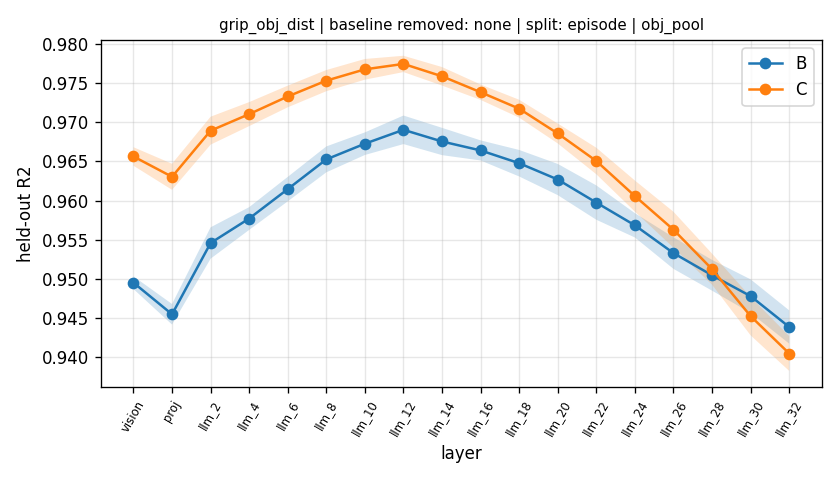 grip_obj_dist | baseline removed: none | split: episode | obj_pool
held-out R2
0.980
0.975
0.970
0.965
0.960
0.955
0.950
0.945
0.940
B
C
vision
proj
llm_2
llm_4
llm_6
llm_8
llm_10
llm_12
llm_14
llm_16
llm_18
llm_20
llm_22
llm_24
llm_26
llm_28
llm_30
llm_32
layer